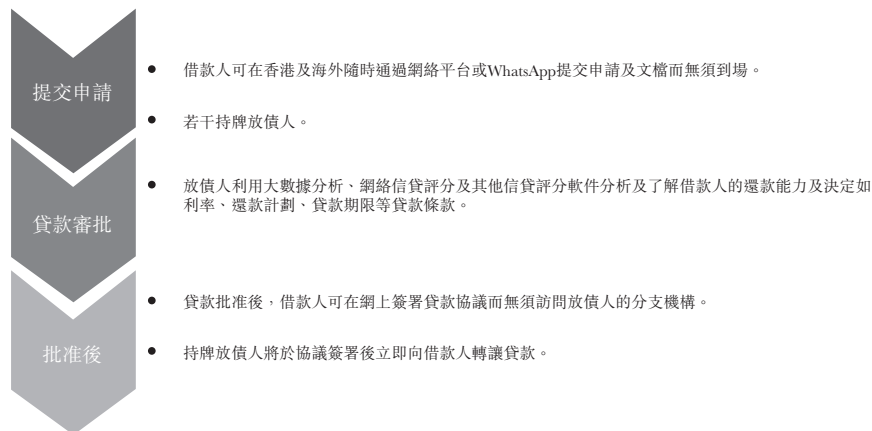 提交申請
借款人可在香港及海外隨時通過網絡平台或WhatsApp提交申請及文檔而無須到場。
若干持牌放債人。
貸款審批
放債人利用大數據分析、網絡信貸評分及其他信貸評分軟件分析及了解借款人的還款能力及決定如
利率、還款計劃、貸款期限等貸款條款。
批准後
貸款批准後，借款人可在網上簽署貸款協議而無須訪問放債人的分支機構。
持牌放債人將於協議簽署後立即向借款人轉讓貸款。